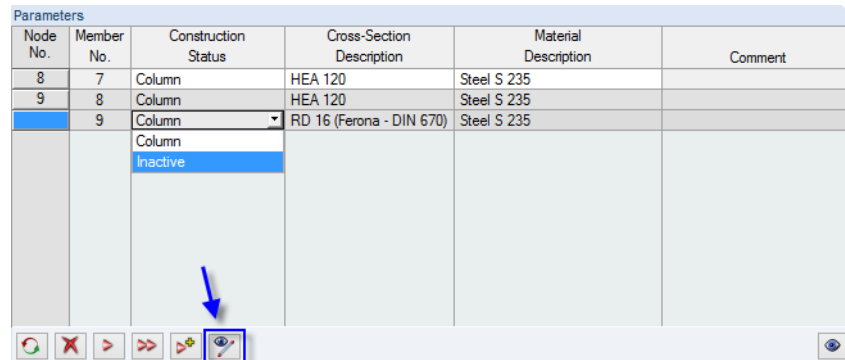 Parameters
Node Member Construction Cross-Section Material
No. No. Status Description Description Comment
8 7 Column HEA 120 Steel S 235
9 8 Column HEA 120 Steel S 235
9 Column RD 16 (Ferona - DIN 670) Steel S 235
Column
Inactive